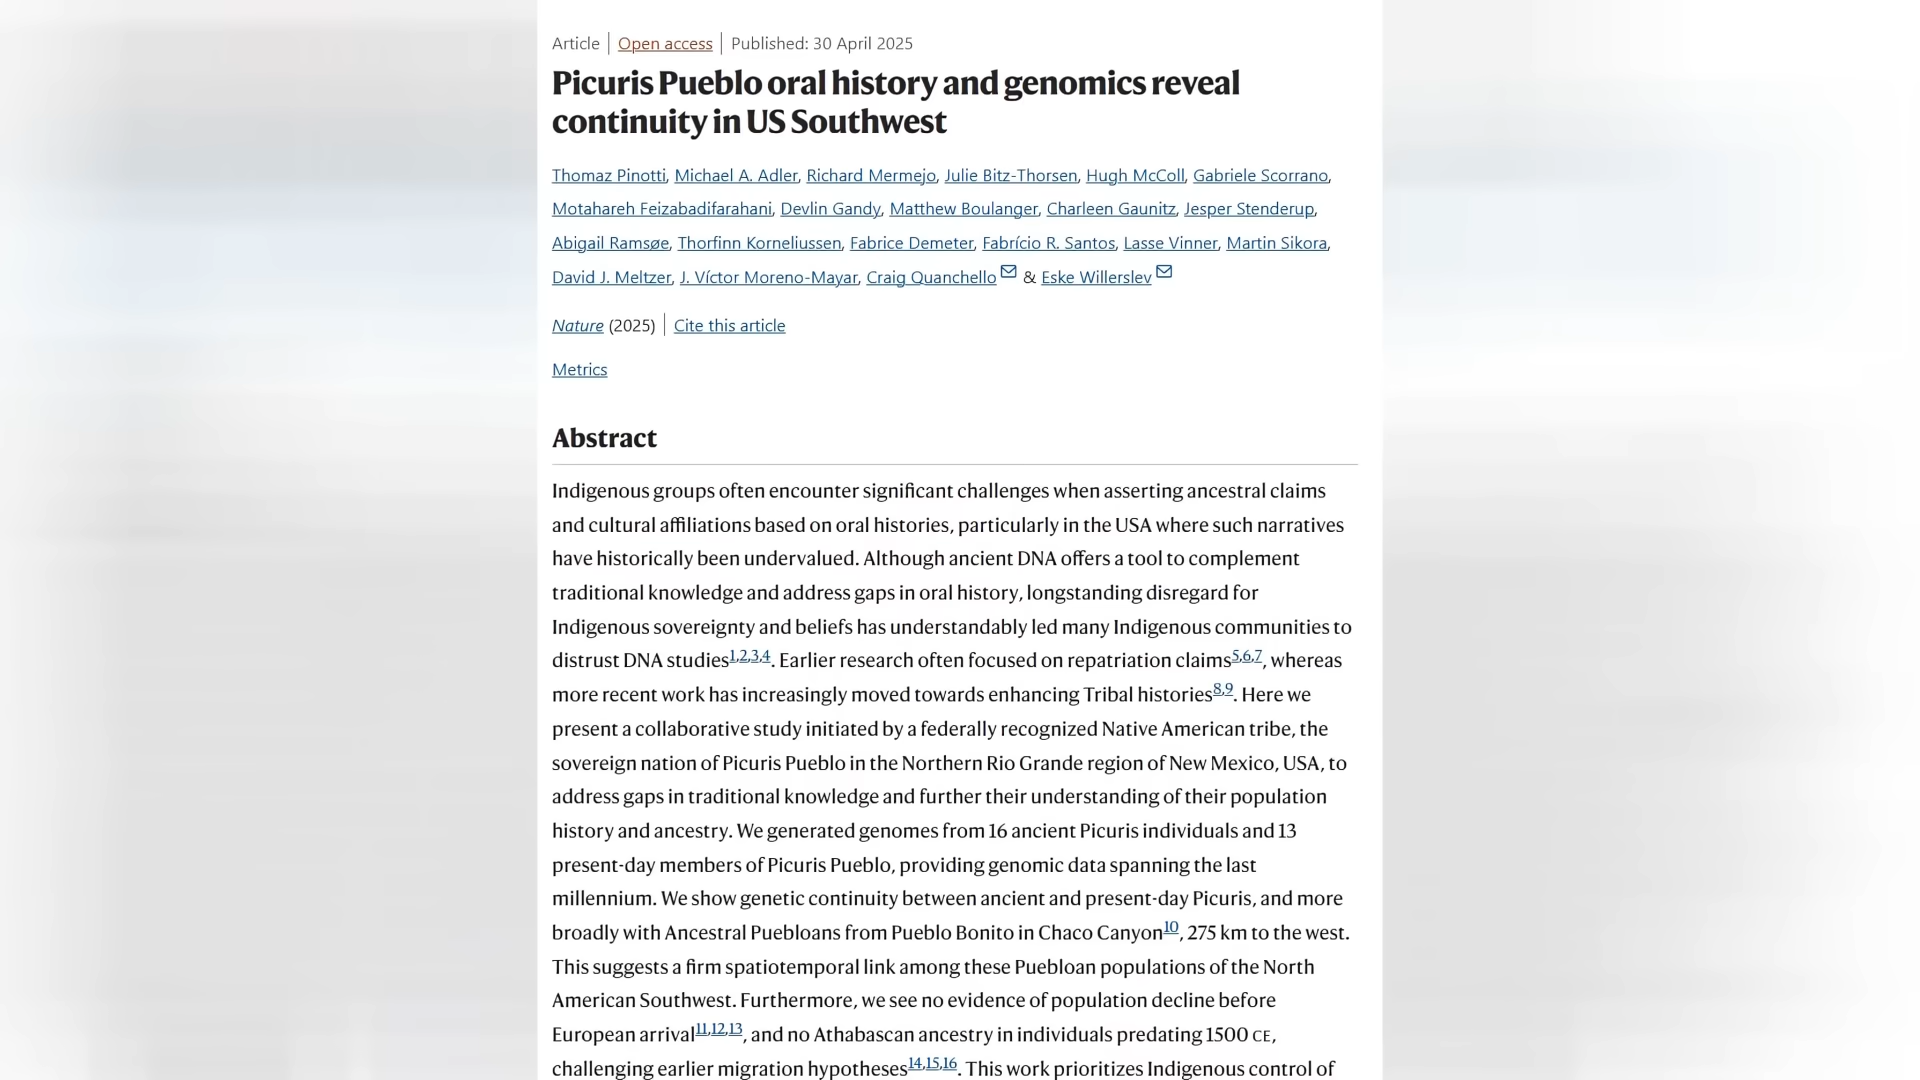 Article | Open access | Published: 30 April 2025
Picuris Pueblo oral history and genomics reveal
continuity in US Southwest
Thomaz Pinotti, Michael A. Adler, Richard Mermejo, Julie Bitz-Thorsen, Hugh McColl, Gabriele Scorrano,
Motahareh Feizabadifarahani, Devlin Gandy, Matthew Boulanger, Charleen Gaunitz, Jesper Stenderup,
Abigail Ramsøe, Thorfinn Korneliussen, Fabrice Demeter, Fabrício R. Santos, Lasse Vinner, Martin Sikora,
David J. Meltzer, J. Víctor Moreno-Mayar, Craig Quanchello & Eske Willerslev
Nature (2025) | Cite this article
Metrics
Abstract
Indigenous groups often encounter significant challenges when asserting ancestral claims
and cultural affiliations based on oral histories, particularly in the USA where such narratives
have historically been undervalued. Although ancient DNA offers a tool to complement
traditional knowledge and address gaps in oral history, longstanding disregard for
Indigenous sovereignty and beliefs has understandably led many Indigenous communities to
distrust DNA studies1,2,3,4. Earlier research often focused on repatriation claims5,6,7, whereas
more recent work has increasingly moved towards enhancing Tribal histories8,9. Here we
present a collaborative study initiated by a federally recognized Native American tribe, the
sovereign nation of Picuris Pueblo in the Northern Rio Grande region of New Mexico, USA, to
address gaps in traditional knowledge and further their understanding of their population
history and ancestry. We generated genomes from 16 ancient Picuris individuals and 13
present-day members of Picuris Pueblo, providing genomic data spanning the last
millennium. We show genetic continuity between ancient and present-day Picuris, and more
broadly with Ancestral Puebloans from Pueblo Bonito in Chaco Canyon10, 275 km to the west.
This suggests a firm spatiotemporal link among these Puebloan populations of the North
American Southwest. Furthermore, we see no evidence of population decline before
European arrival11,12,13, and no Athabascan ancestry in individuals predating 1500 CE,
challenging earlier migration hypotheses14,15,16. This work prioritizes Indigenous control of